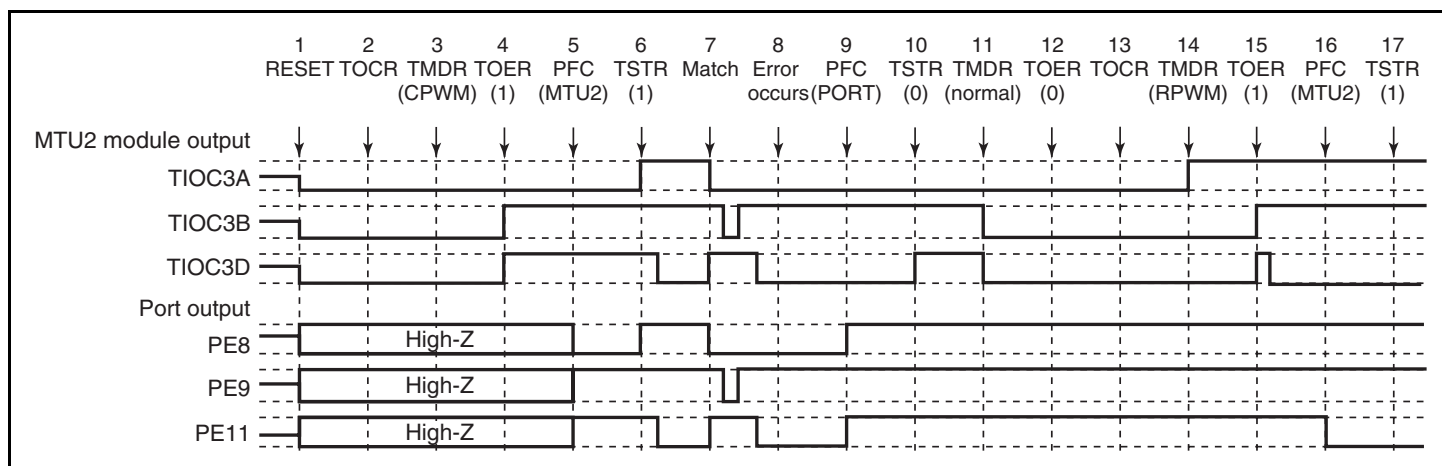 1 2 3 4 5 6 7 8 9 10 11 12 13 14 15 16 17
RESET TOCR TMDR TOER PFC TSTR Match Error PFC TSTR TMDR TOER TOCR TMDR TOER PFC TSTR
(CPWM) (1) (MTU2) (1) occurs (PORT) (0) (normal) (0) (RPWM) (1) (MTU2) (1)
MTU2 module output
TIOC3A
TIOC3B
TIOC3D
Port output
PE8 High-Z
PE9 High-Z
PE11 High-Z